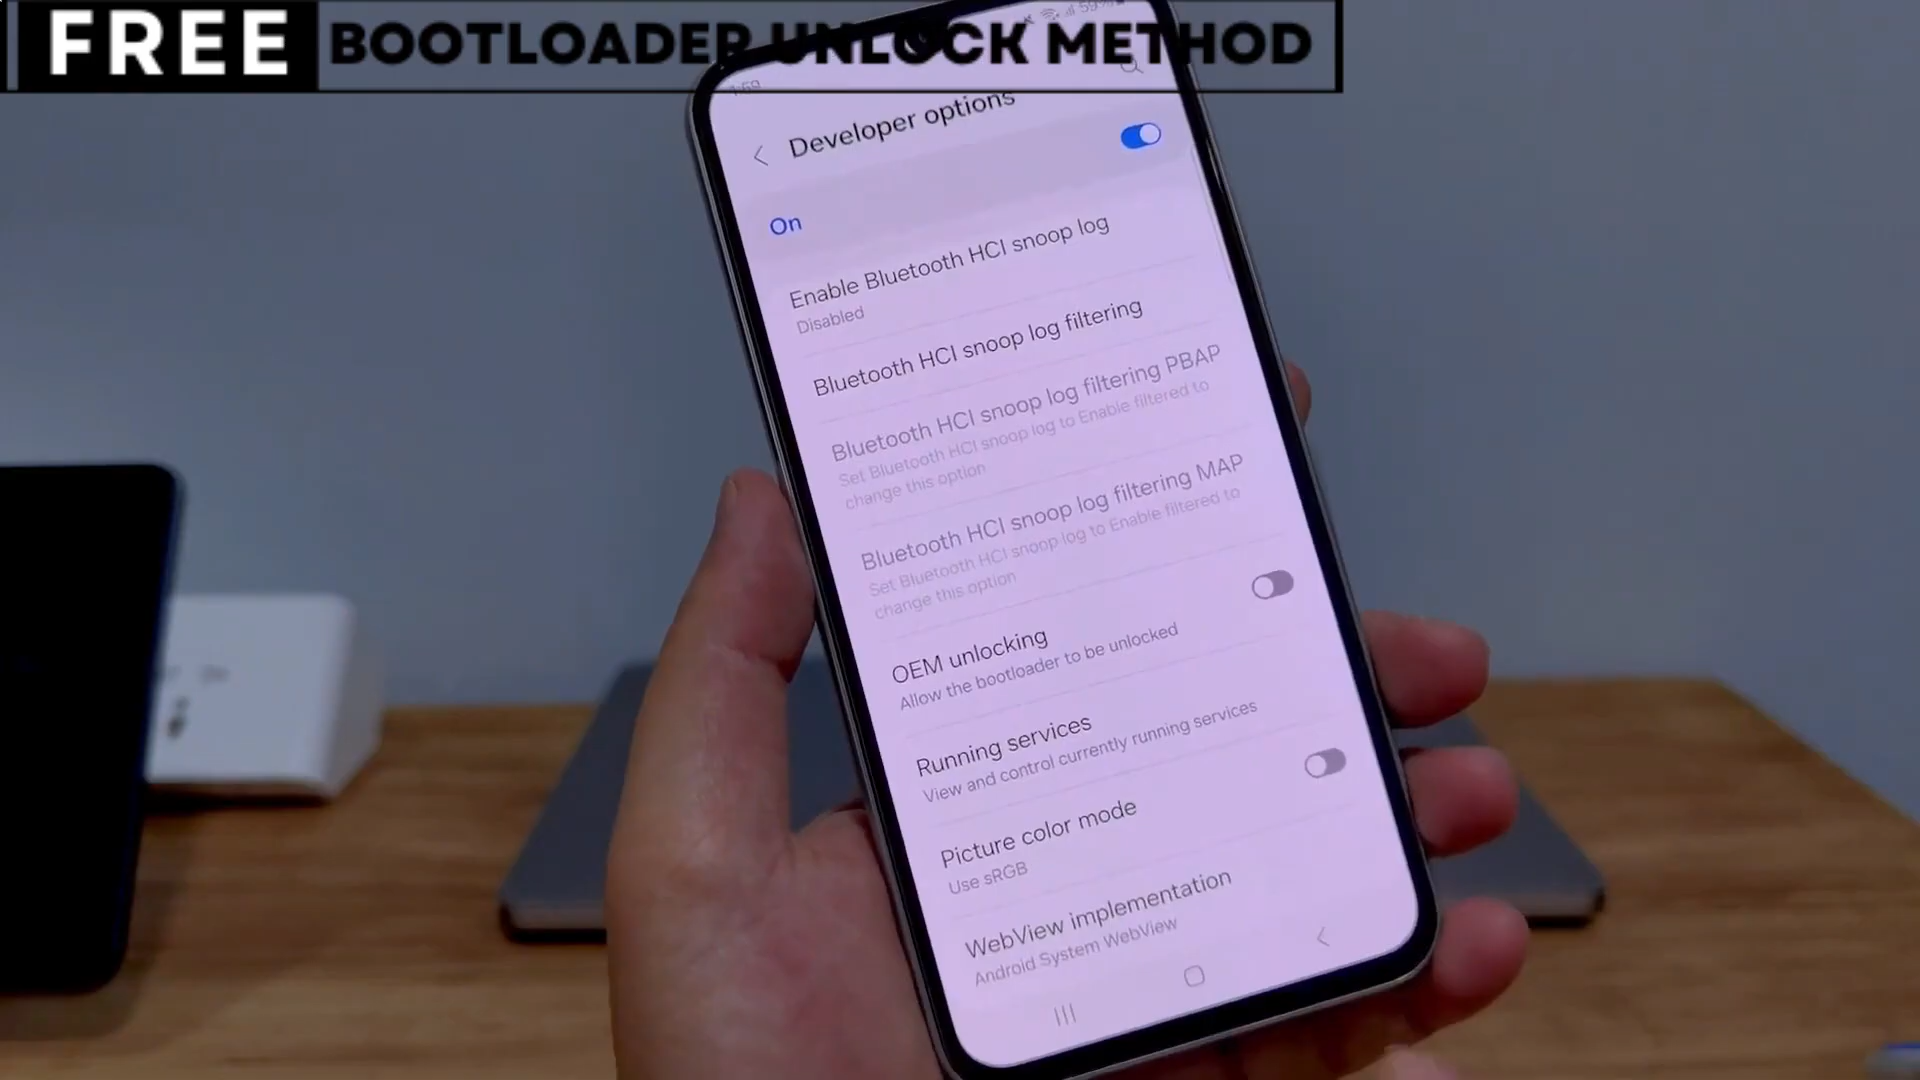 FREE BOOTLOADER UNLOCK METHOD
1:59
59%
Developer options
On
Enable Bluetooth HCI snoop log
Disabled
Bluetooth HCI snoop log filtering
Bluetooth HCI snoop log filtering PBAP
Set Bluetooth HCI snoop log to Enable filtered to
change this option
Bluetooth HCI snoop log filtering MAP
Set Bluetooth HCI snoop log to Enable filtered to
change this option
OEM unlocking
Allow the bootloader to be unlocked
Running services
View and control currently running services
Picture color mode
Use sRGB
WebView implementation
Android System WebView